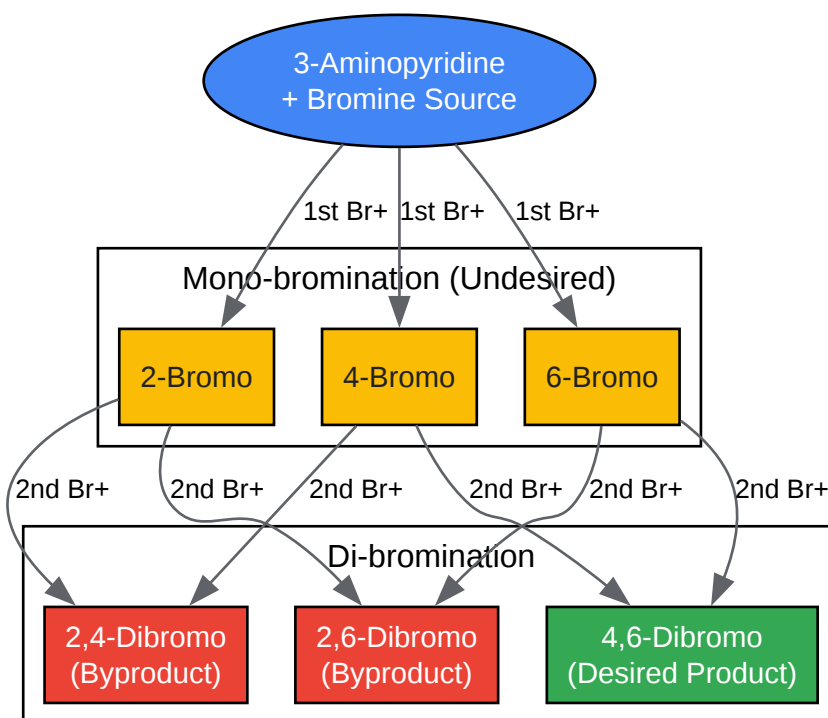 3-Aminopyridine
+ Bromine Source
1st Br+
1st Br+
1st Br+
Mono-bromination (Undesired)
2-Bromo
4-Bromo
6-Bromo
2nd Br+
2nd Br+
2nd Br+
2nd Br+
2nd Br+
2nd Br+
Di-bromination
2,4-Dibromo
(Byproduct)
2,6-Dibromo
(Byproduct)
4,6-Dibromo
(Desired Product)